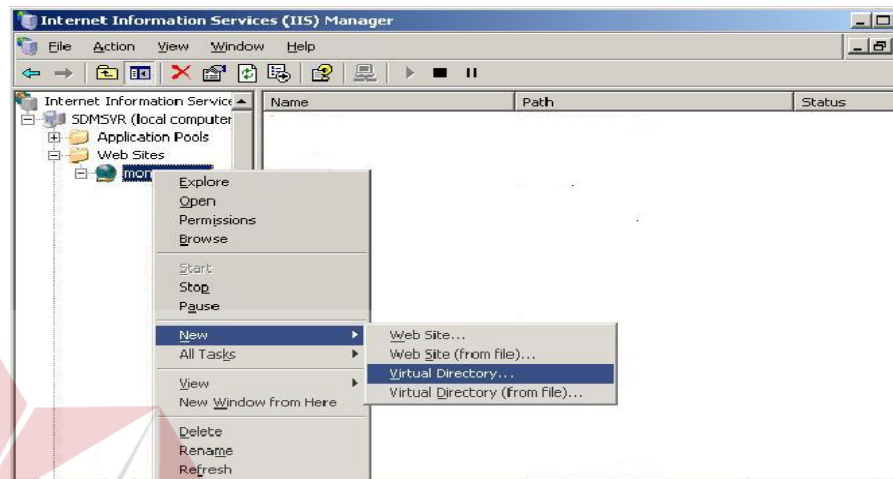 Internet Information Services (IIS) Manager
File Action View Window Help
Internet Information Service
Name Path Status
SDMSVR (local computer
Application Pools
Web Sites
mor
Explore
Open
Permissions
Browse
Start
Stop
Pause
New
All Tasks
View
New Window from Here
Delete
Rename
Refresh
Web Site...
Web Site (from file)...
Virtual Directory...
Virtual Directory (from file)...